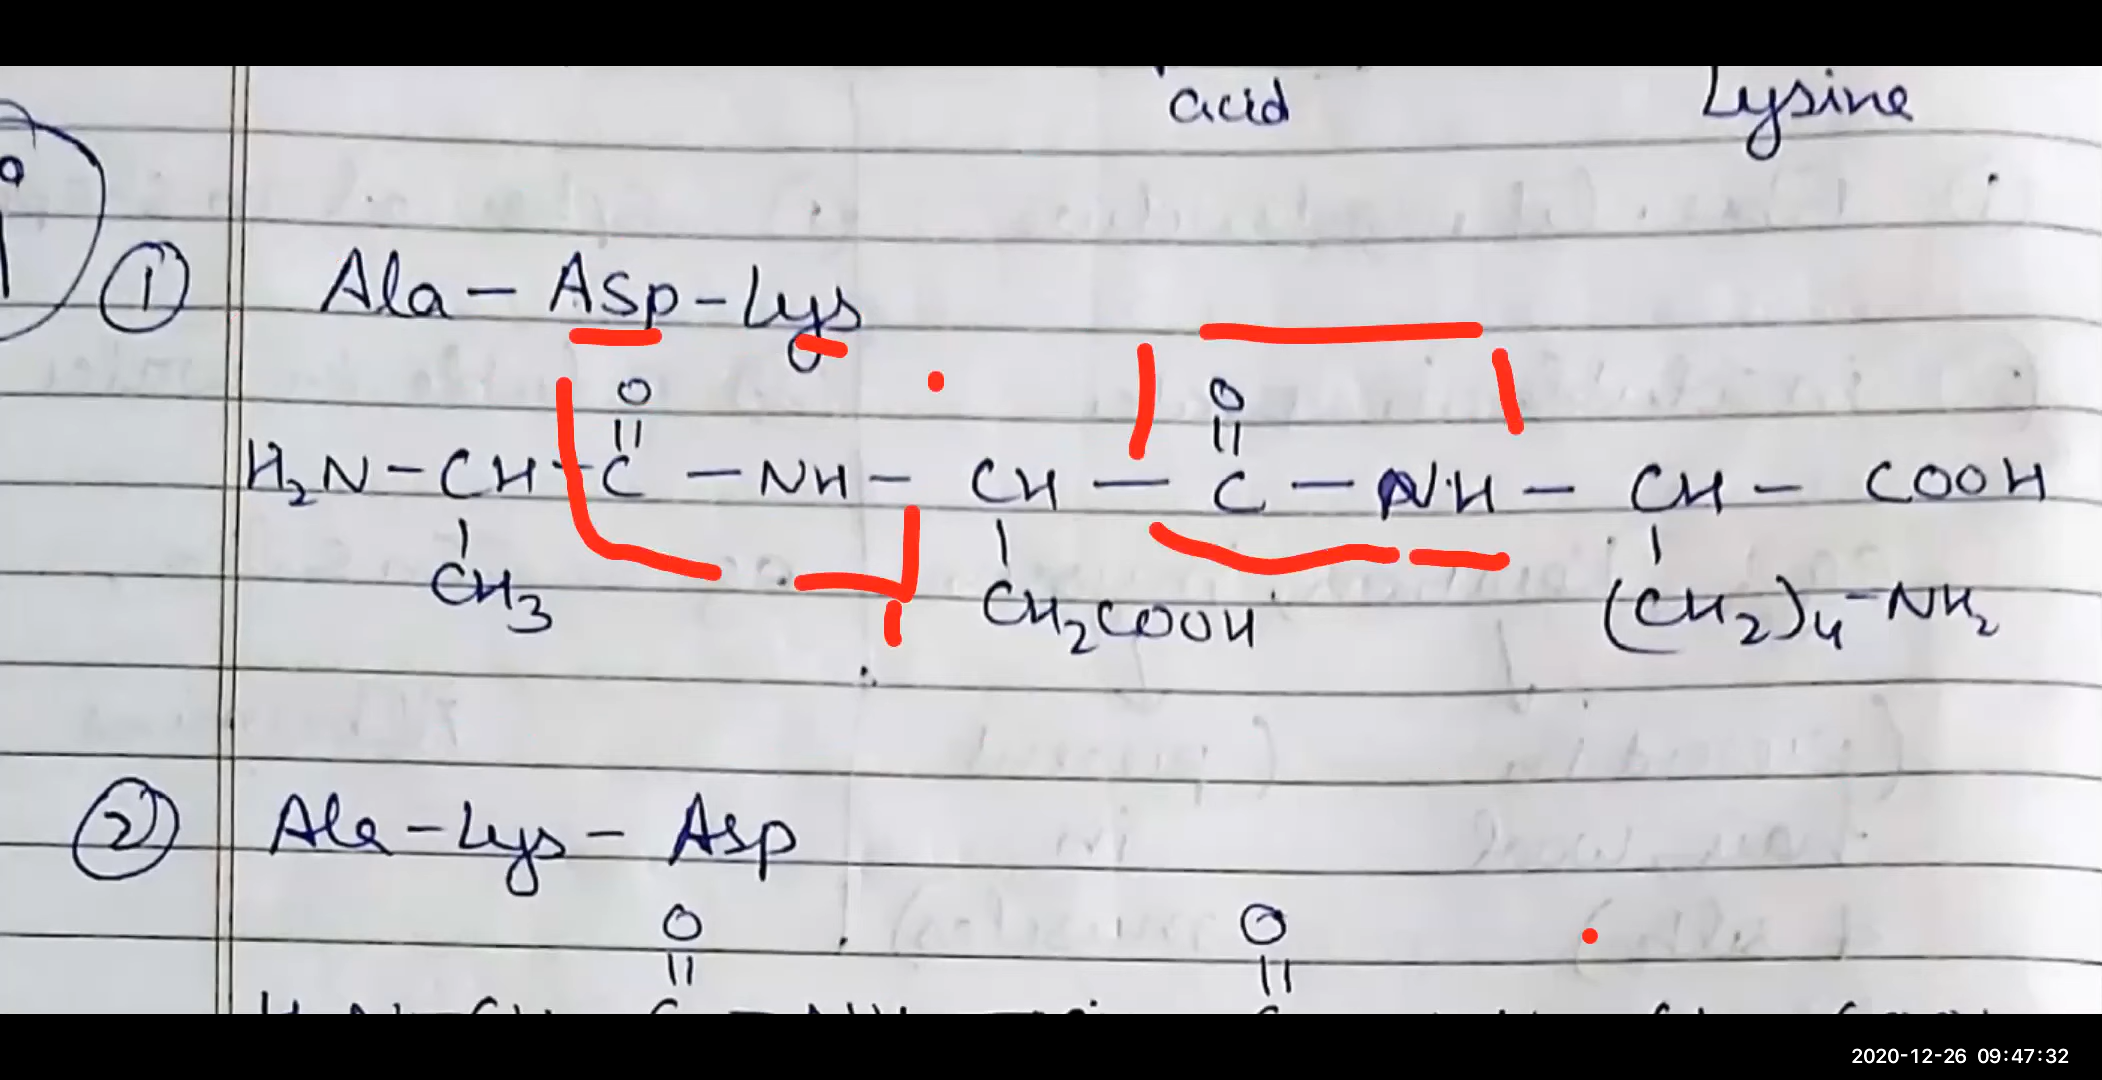 acid Lysine
① Ala - Asp - Lys
O O
|| ||
H₂N - CH - C - NH - CH - C - NH - CH - COOH
| | |
CH₃ CH₂COOH (CH₂)₄-NH₂
② Ala - Lys - Asp
O O
|| ||
2020-12-26 09:47:32